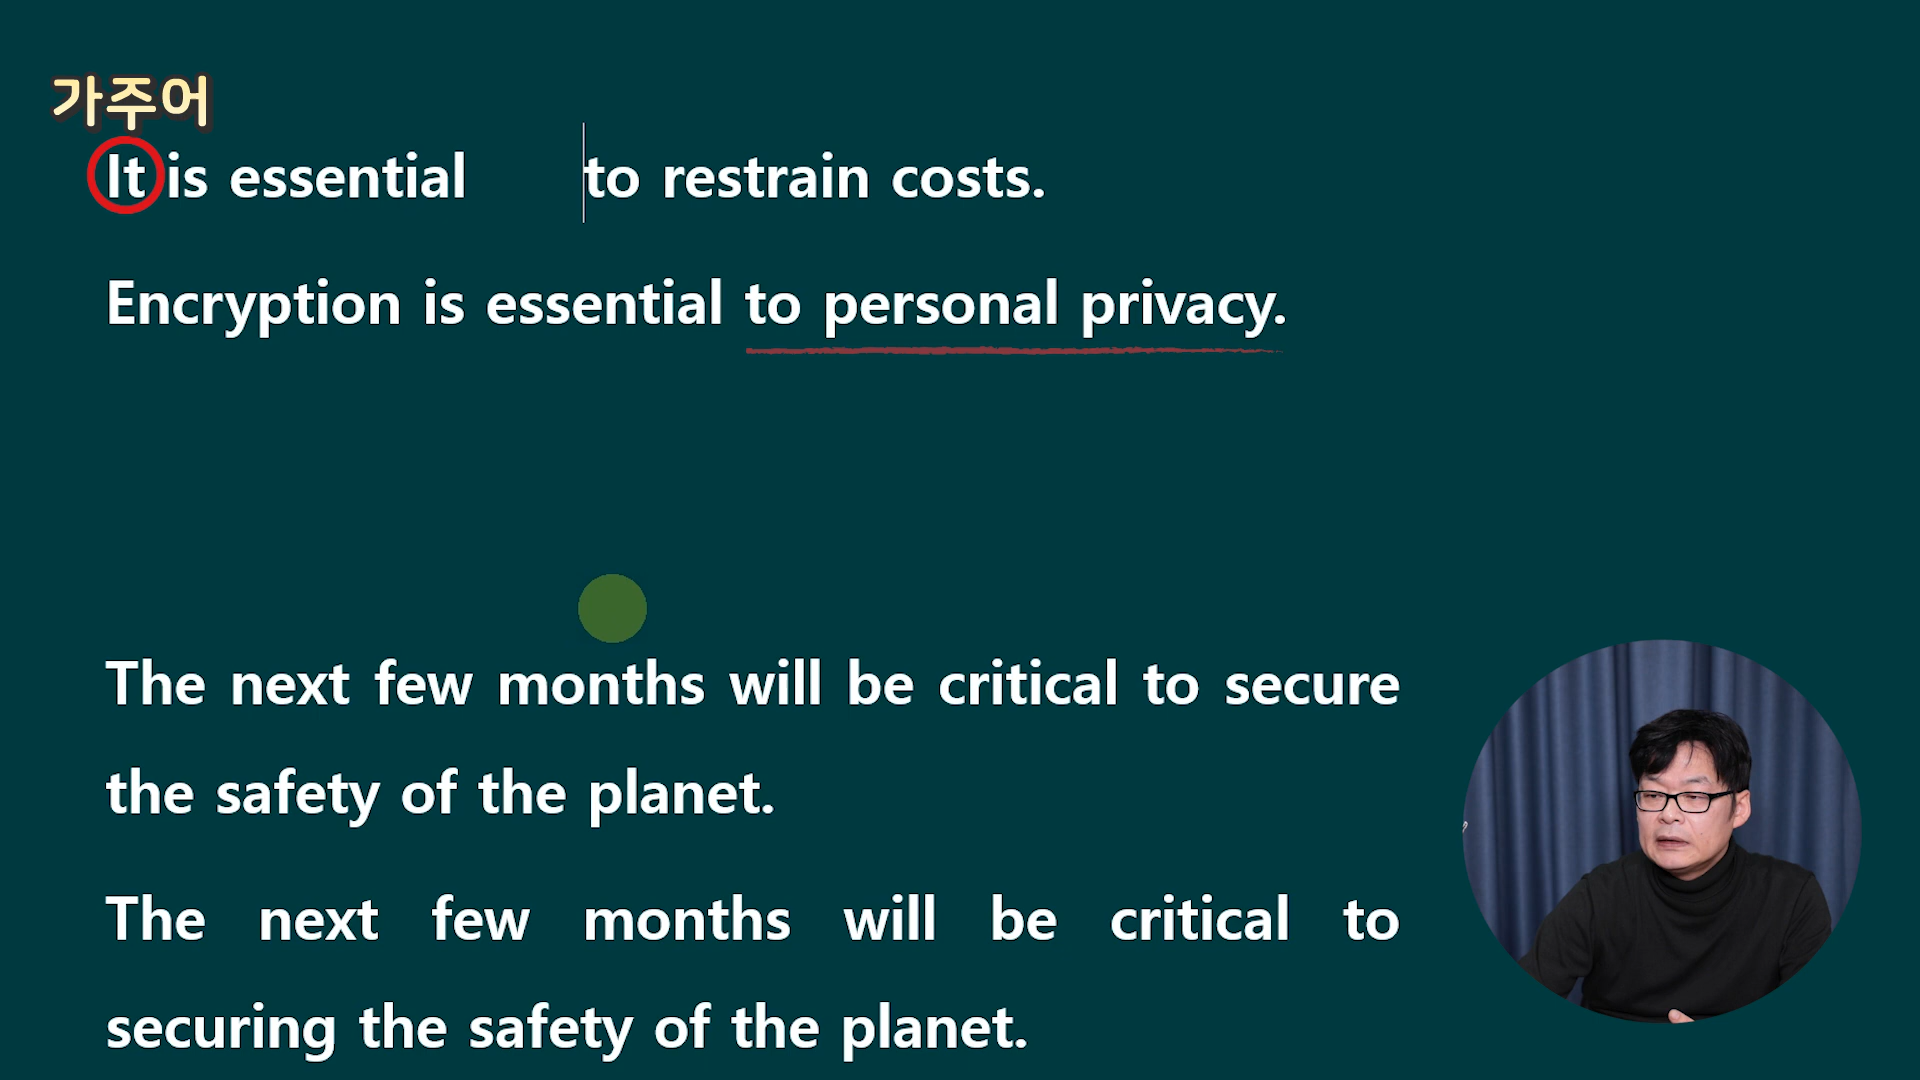 가주어
It is essential to restrain costs.
Encryption is essential to personal privacy.
The next few months will be critical to secure
the safety of the planet.
The next few months will be critical to
securing the safety of the planet.